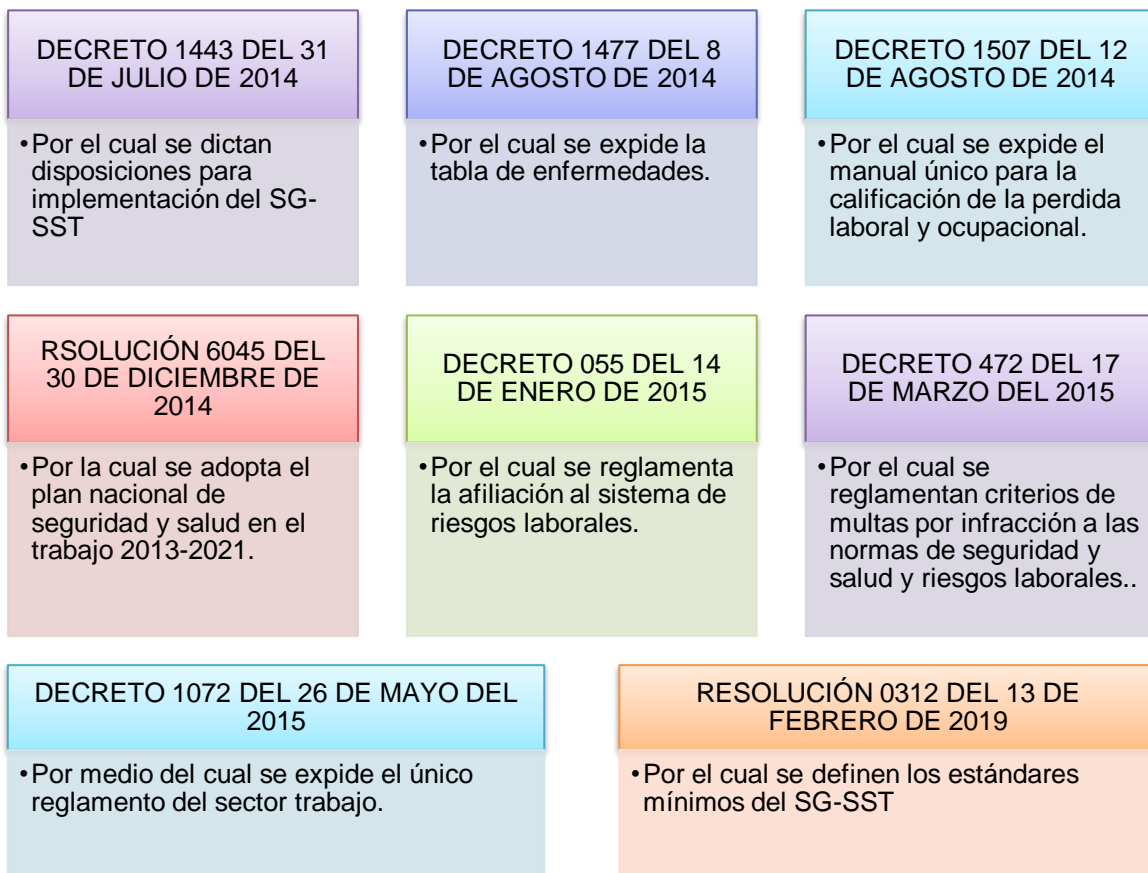 DECRETO 1443 DEL 31
DE JULIO DE 2014
•Por el cual se dictan
disposiciones para
implementación del SG-
SST
DECRETO 1477 DEL 8
DE AGOSTO DE 2014
•Por el cual se expide la
tabla de enfermedades.
DECRETO 1507 DEL 12
DE AGOSTO DE 2014
•Por el cual se expide el
manual único para la
calificación de la perdida
laboral y ocupacional.
RSOLUCIÓN 6045 DEL
30 DE DICIEMBRE DE
2014
•Por la cual se adopta el
plan nacional de
seguridad y salud en el
trabajo 2013-2021.
DECRETO 055 DEL 14
DE ENERO DE 2015
•Por el cual se reglamenta
la afiliación al sistema de
riesgos laborales.
DECRETO 472 DEL 17
DE MARZO DEL 2015
•Por el cual se
reglamentan criterios de
multas por infracción a las
normas de seguridad y
salud y riesgos laborales..
DECRETO 1072 DEL 26 DE MAYO DEL
2015
•Por medio del cual se expide el único
reglamento del sector trabajo.
RESOLUCIÓN 0312 DEL 13 DE
FEBRERO DE 2019
•Por el cual se definen los estándares
mínimos del SG-SST